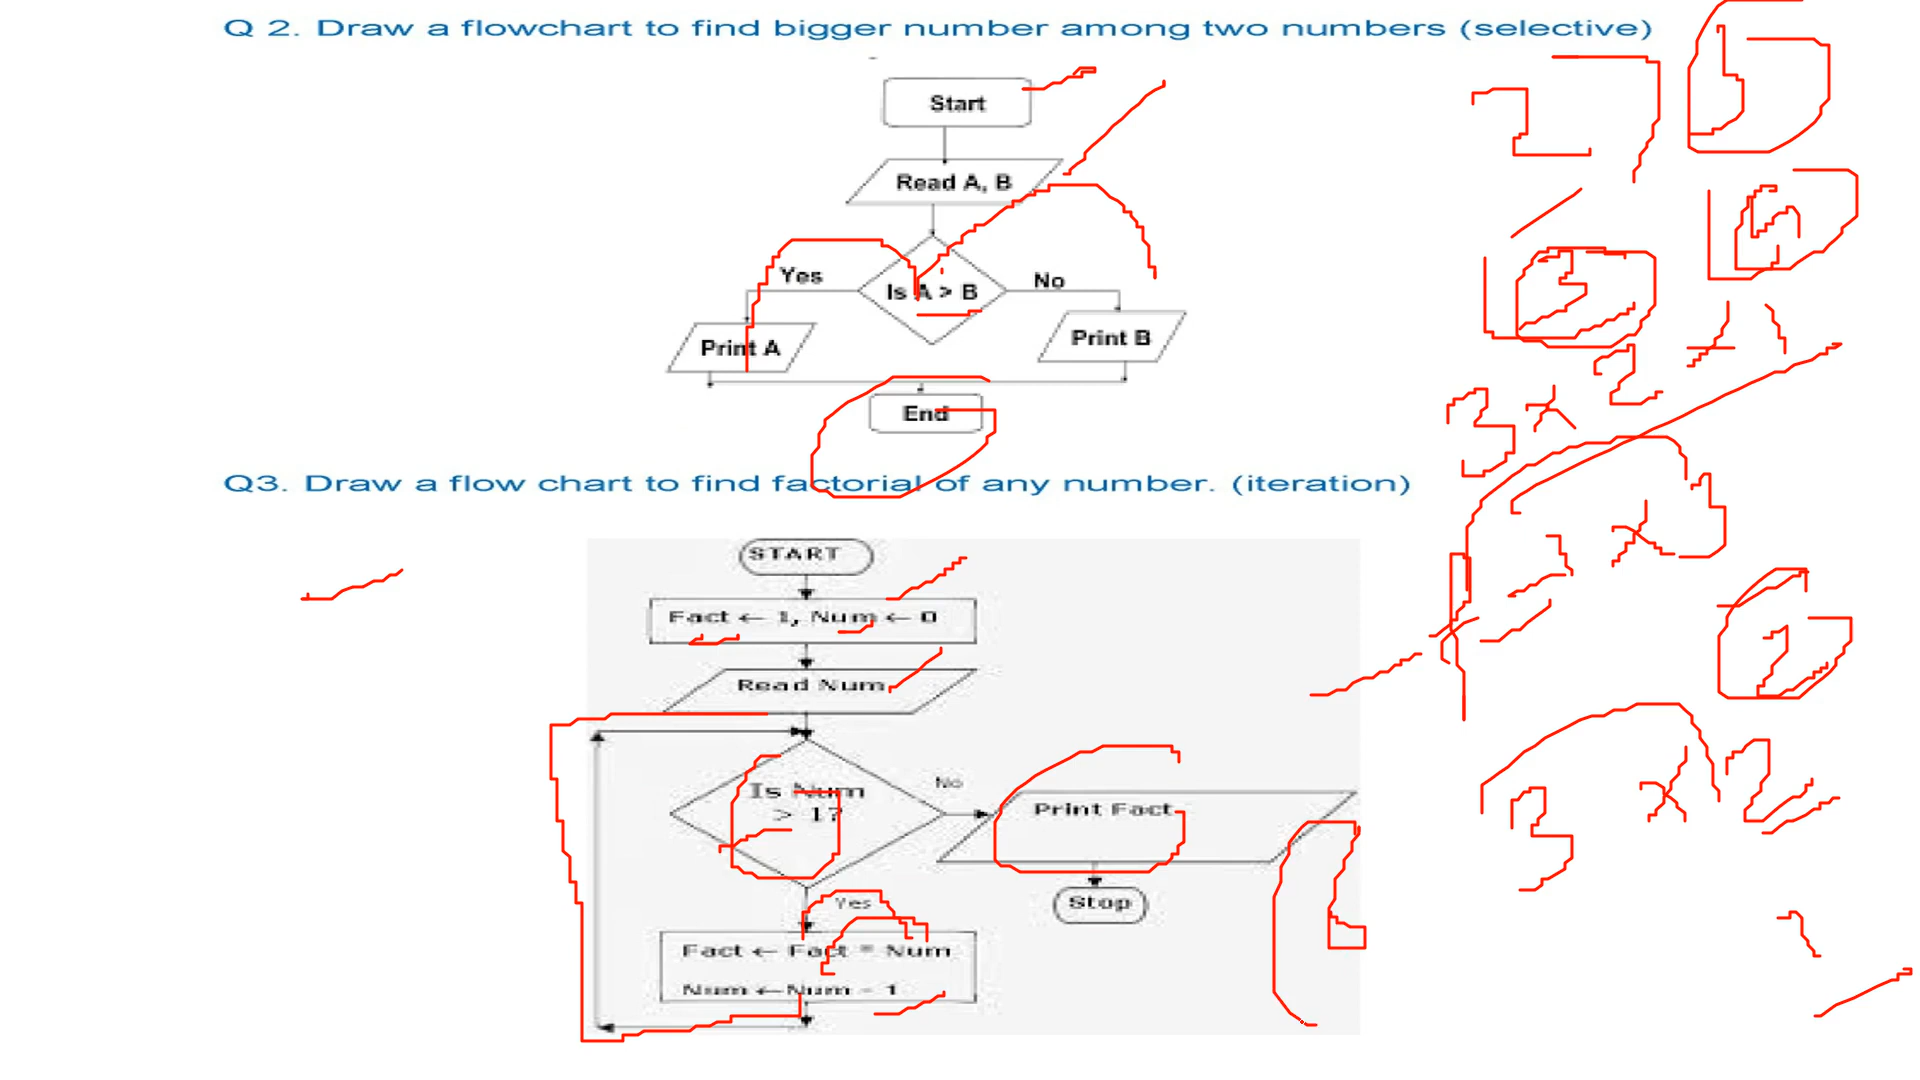 Q 2. Draw a flowchart to find bigger number among two numbers (selective)
Start
Read A, B
Yes
Is A > B
No
Print A
Print B
End
Q3. Draw a flow chart to find factorial of any number. (iteration)
START
Fact ← 1, Num ← 0
Read Num
Is Num
> 1?
No
Print Fact
Yes
Stop
Fact ← Fact * Num
Num ← Num - 1